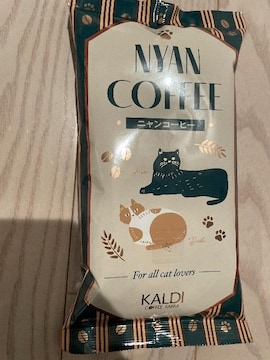 NYAN
COFFEE
ニャンコーヒー
For all cat lovers
KALDI
COFFEE FARM